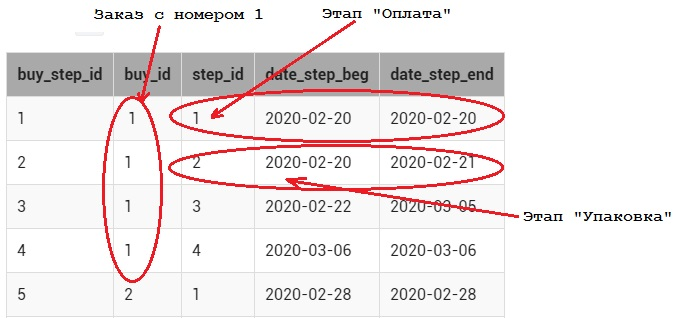 Заказ с номером 1
Этап "Оплата"
buy_step_id buy_id step_id date_step_beg date_step_end
1 1 1 2020-02-20 2020-02-20
2 1 2 2020-02-20 2020-02-21
3 1 3 2020-02-22 2020-03-05
Этап "Упаковка"
4 1 4 2020-03-06 2020-03-06
5 2 1 2020-02-28 2020-02-28